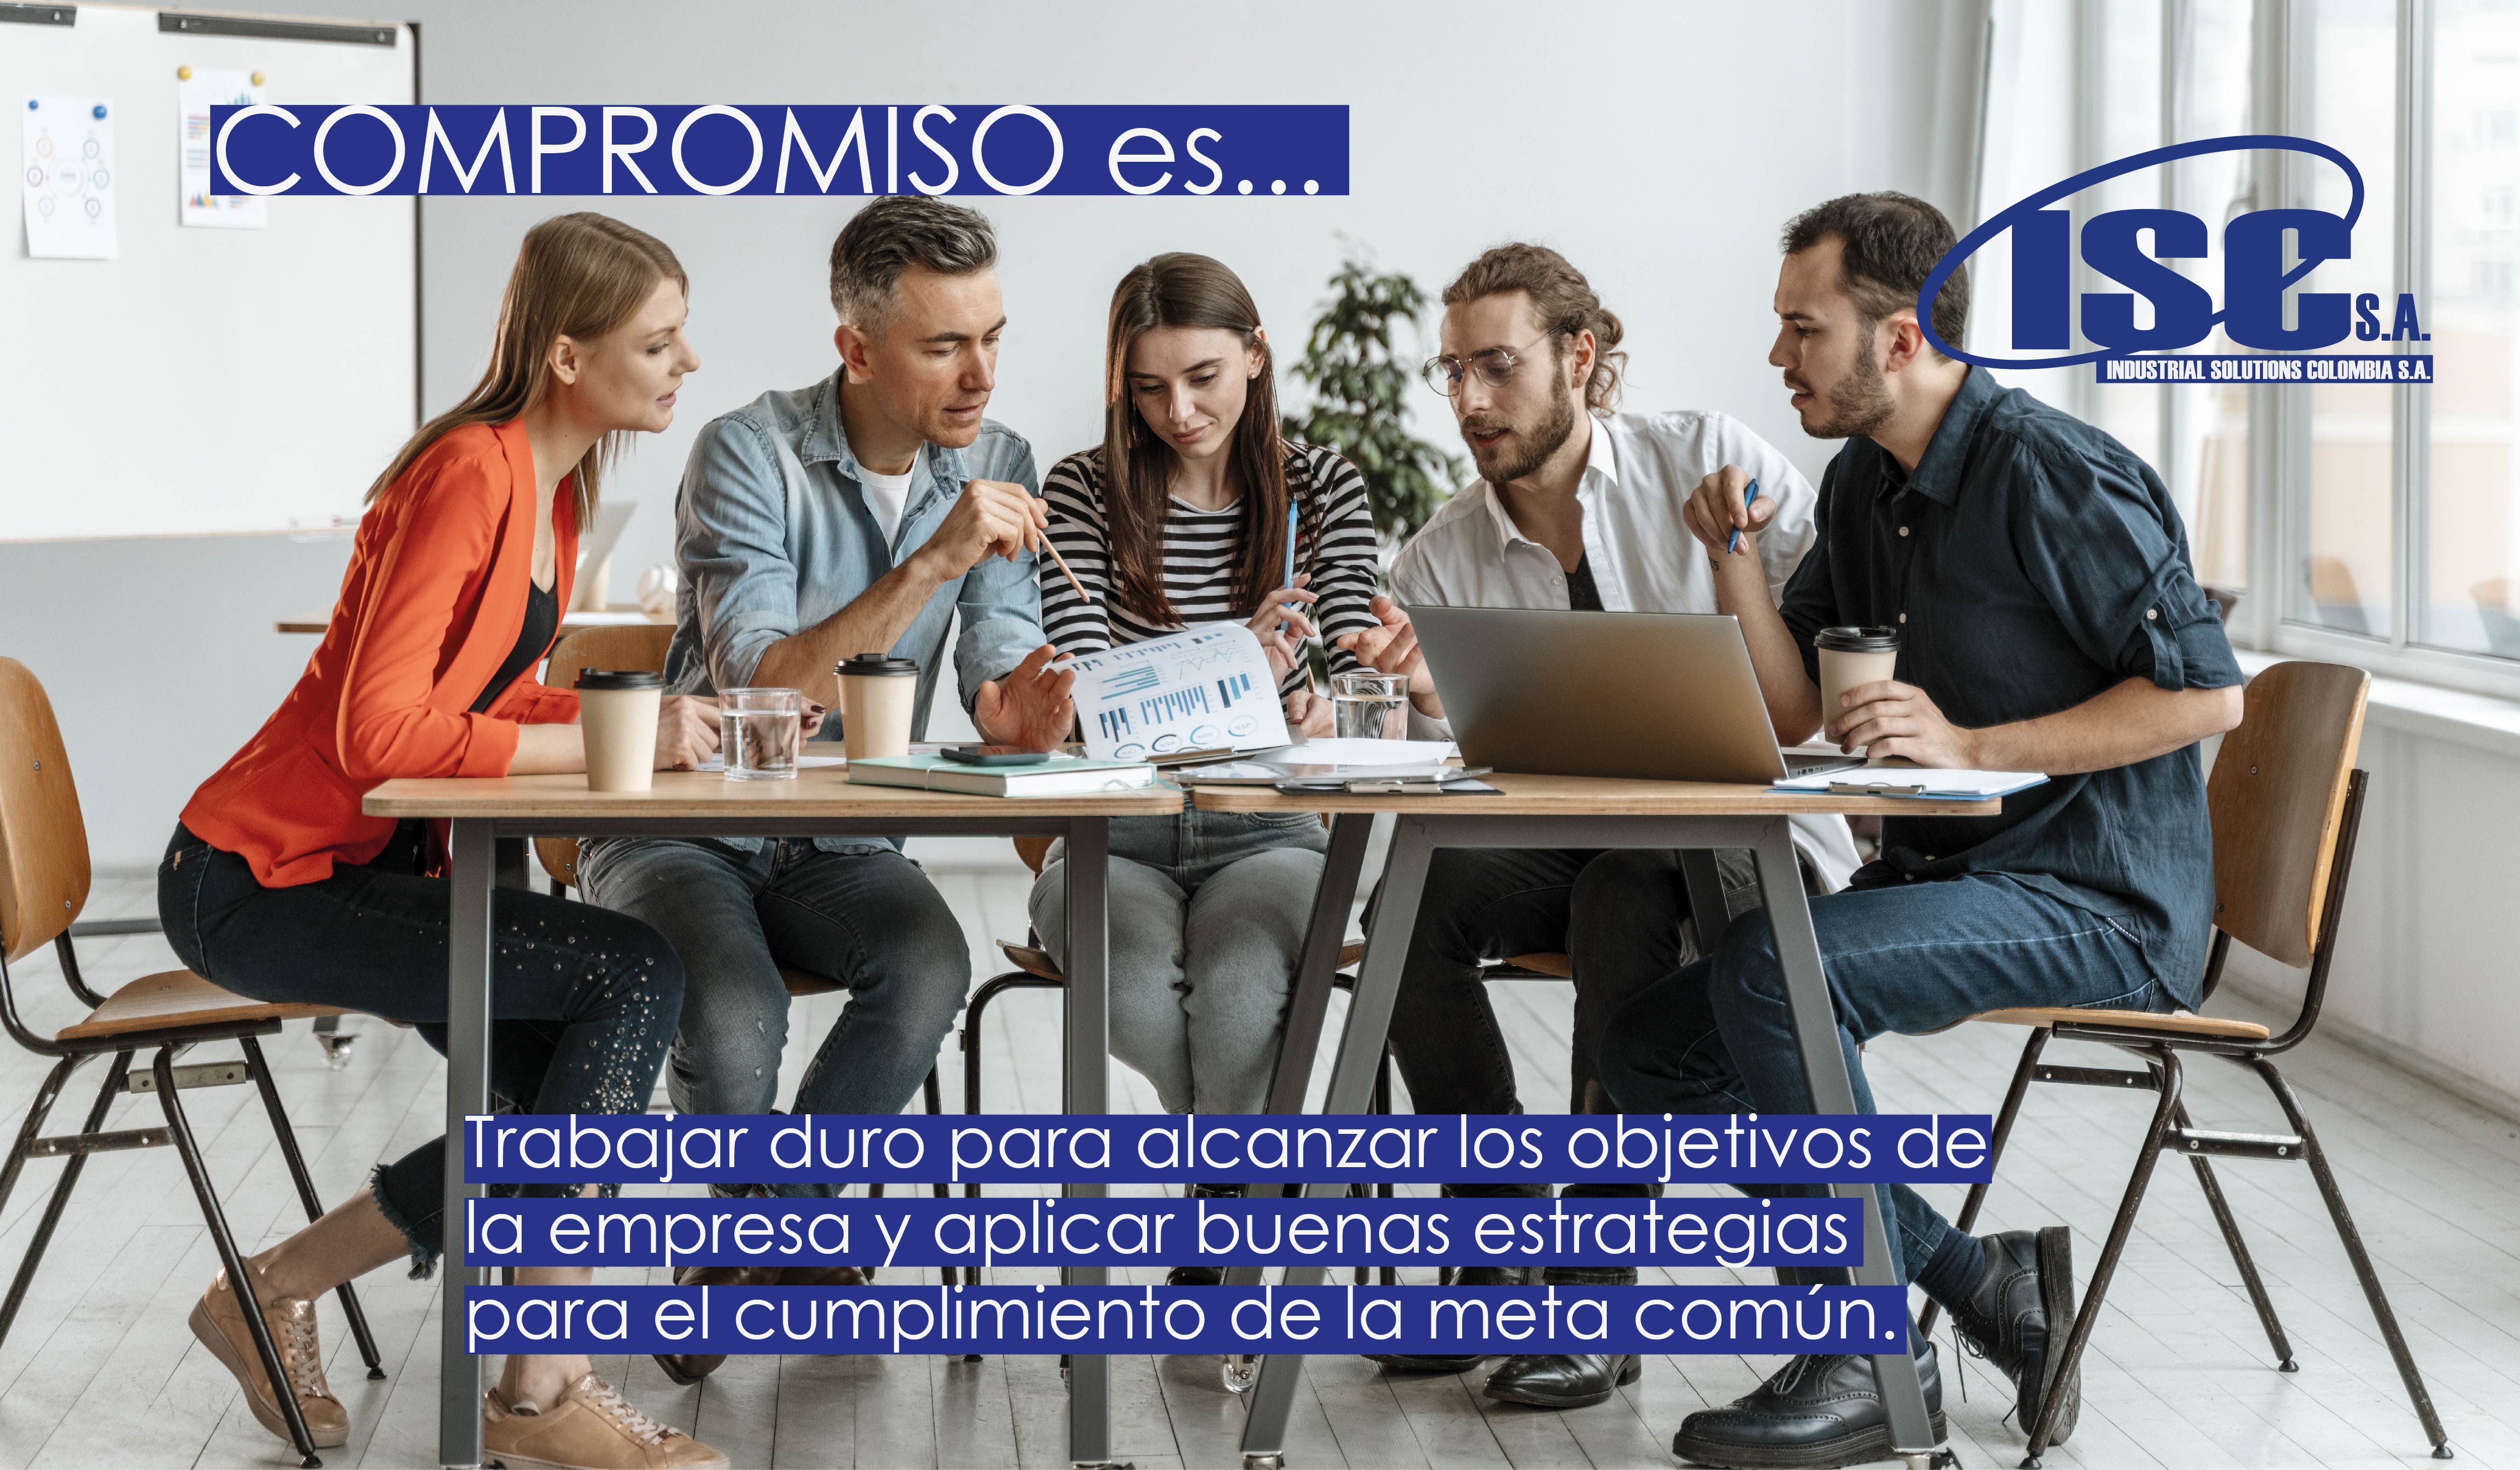 COMPROMISO es...
ISC S.A.
INDUSTRIAL SOLUTIONS COLOMBIA S.A.
Trabajar duro para alcanzar los objetivos de
la empresa y aplicar buenas estrategias
para el cumplimiento de la meta común.